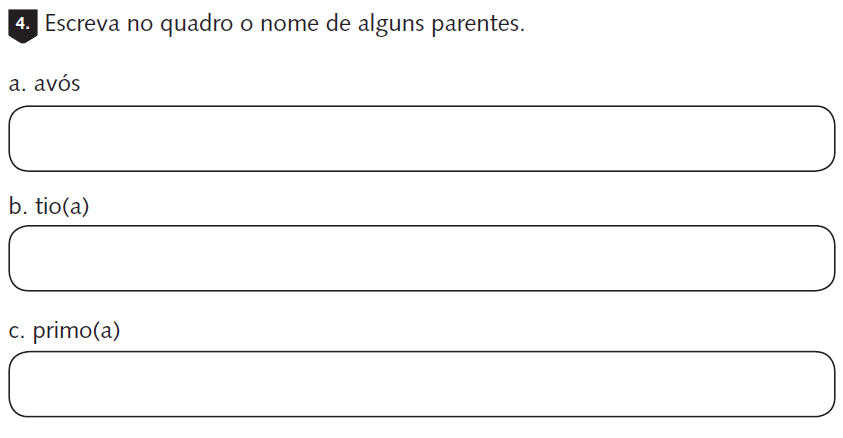 4. Escreva no quadro o nome de alguns parentes.
a. avós
b. tio(a)
c. primo(a)